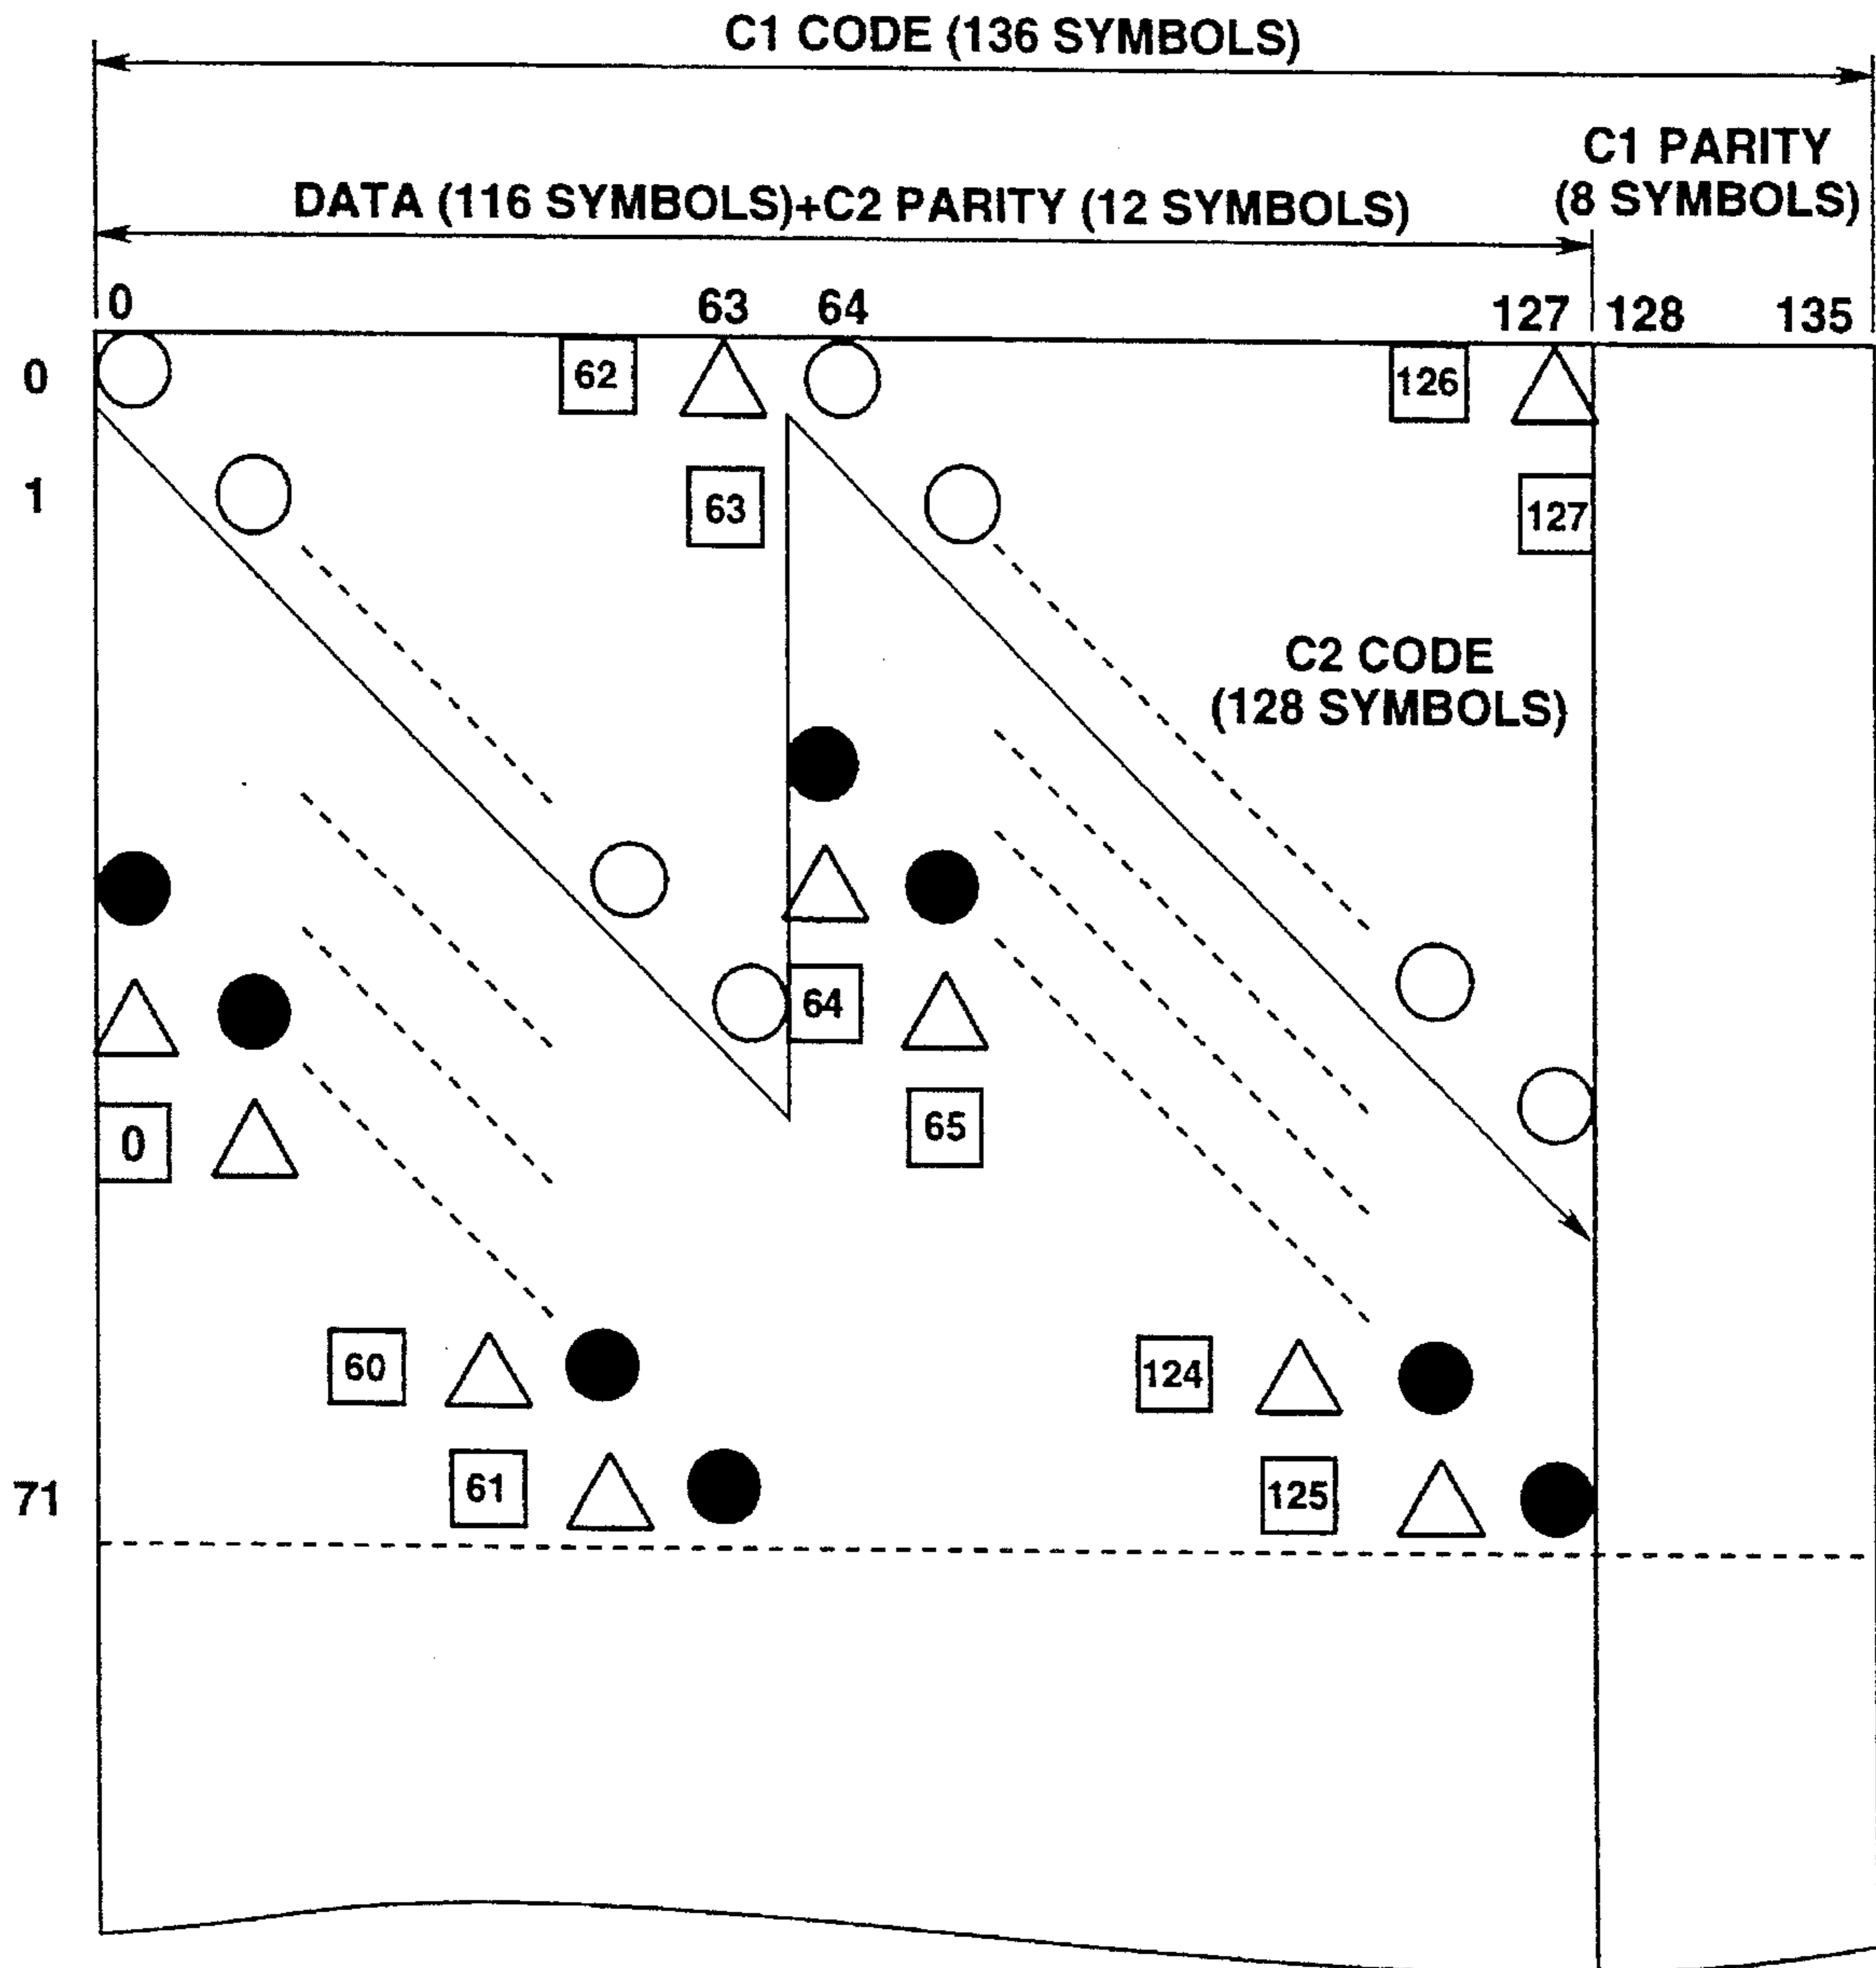 C1 CODE (136 SYMBOLS)
C1 PARITY
(8 SYMBOLS)
DATA (116 SYMBOLS)+C2 PARITY (12 SYMBOLS)
0 63 64 127 128 135
0 62 126
1 63 127
C2 CODE
(128 SYMBOLS)
64
0 65
60 124
71 61 125